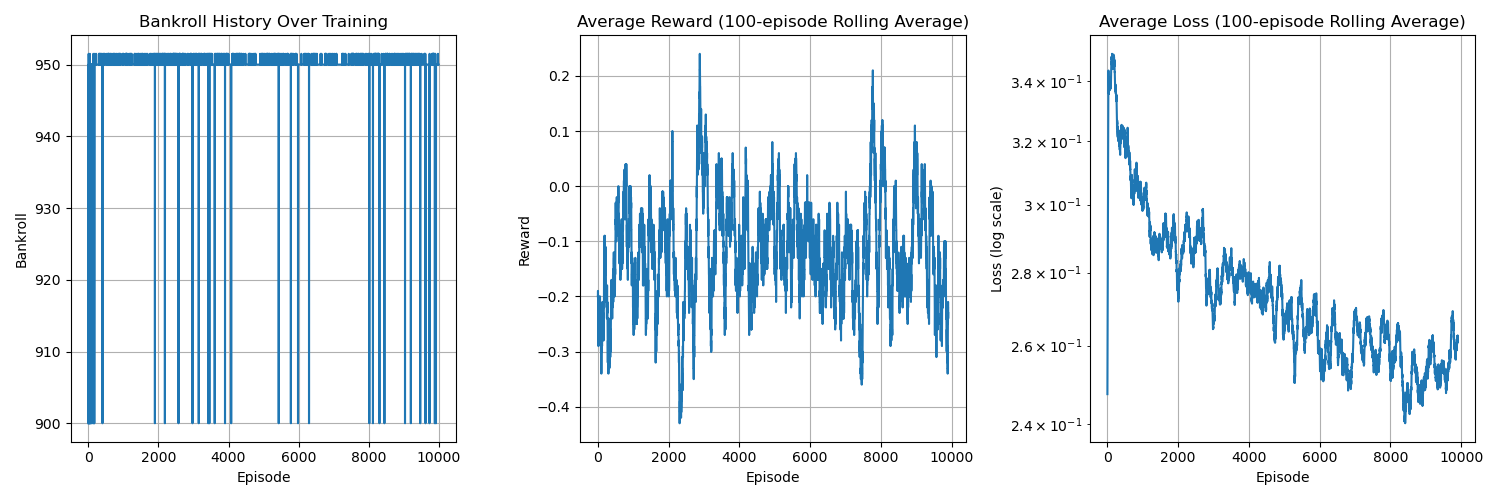 Bankroll History Over Training
Bankroll
950
940
930
920
910
900
0 2000 4000 6000 8000 10000
Episode
Average Reward (100-episode Rolling Average)
Reward
0.2
0.1
0.0
−0.1
−0.2
−0.3
−0.4
0 2000 4000 6000 8000 10000
Episode
Average Loss (100-episode Rolling Average)
Loss (log scale)
3.4 × 10⁻¹
3.2 × 10⁻¹
3 × 10⁻¹
2.8 × 10⁻¹
2.6 × 10⁻¹
2.4 × 10⁻¹
0 2000 4000 6000 8000 10000
Episode